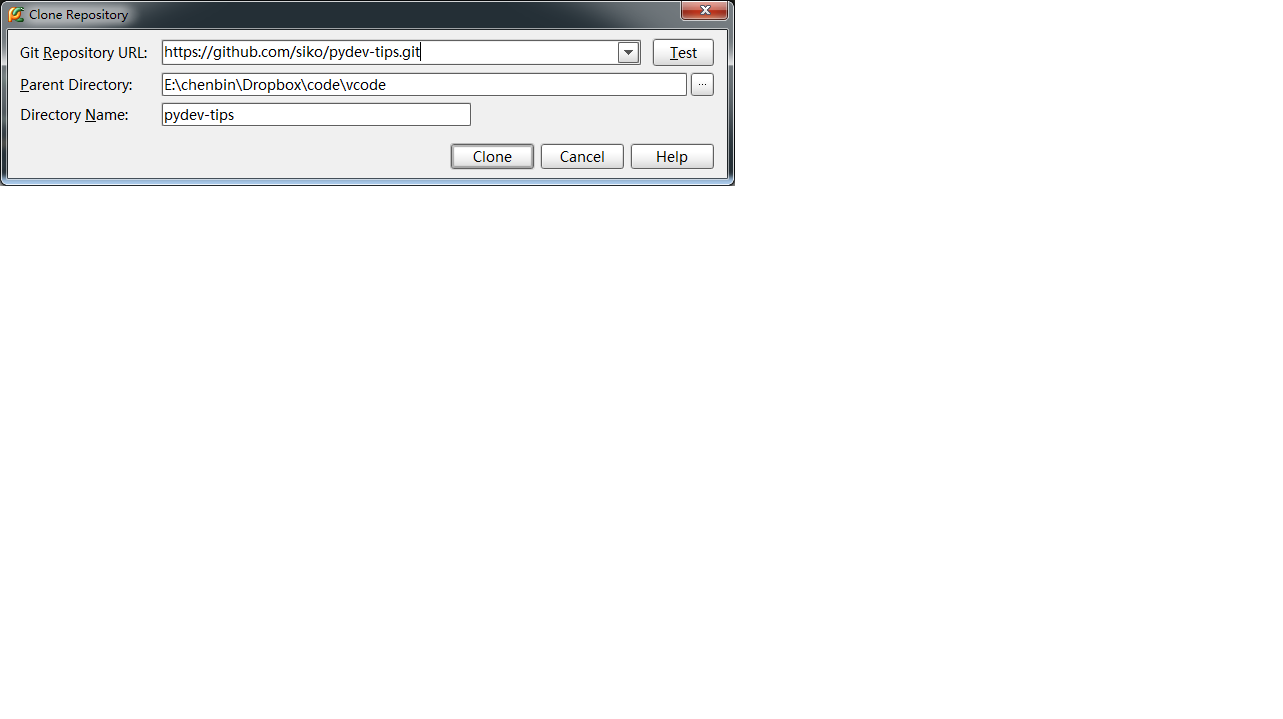 Clone Repository
Git Repository URL: https://github.com/siko/pydev-tips.git Test
Parent Directory: E:\chenbin\Dropbox\code\vcode ...
Directory Name: pydev-tips
Clone Cancel Help